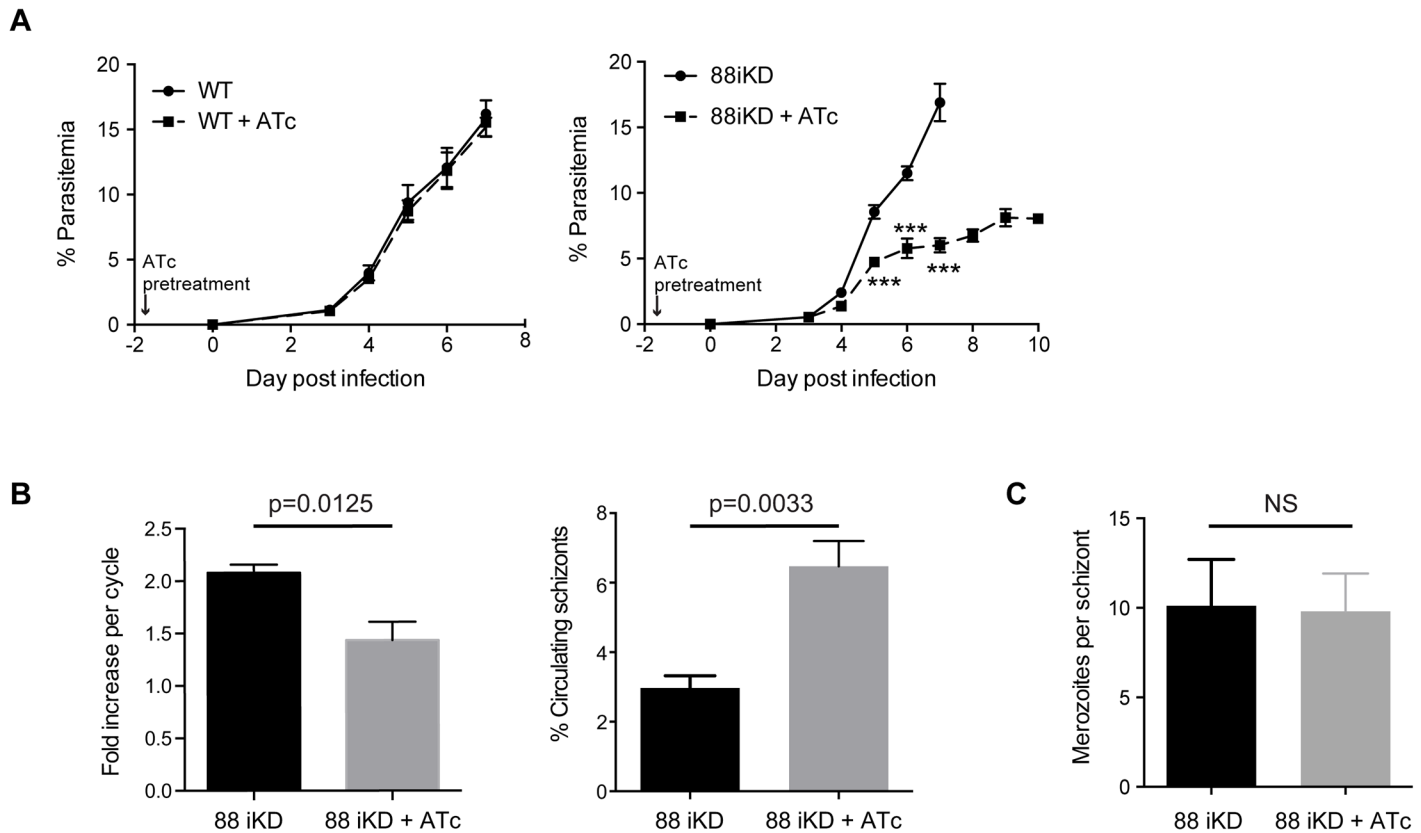 A
% Parasitemia
20
15
10
5
0
WT
WT + ATc
ATc
pretreatment
-2
0
2
4
6
8
Day post infection
% Parasitemia
20
15
10
5
0
88iKD
88iKD + ATc
***
***
***
ATc
pretreatment
-2
0
2
4
6
8
10
Day post infection
B
p=0.0125
Fold increase per cycle
2.5
2.0
1.5
1.0
0.5
0.0
88 iKD
88 iKD + ATc
p=0.0033
% Circulating schizonts
8
6
4
2
0
88 iKD
88 iKD + ATc
C
NS
Merozoites per schizont
15
10
5
0
88 iKD
88 iKD + ATc